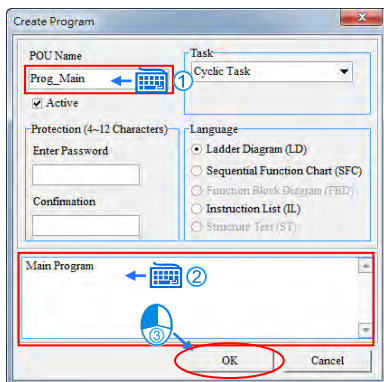 Create Program
POU Name
Prog_Main
①
Active
Task
Cyclic Task
Protection (4~12 Characters)
Enter Password
Confirmation
Language
Ladder Diagram (LD)
Sequential Function Chart (SFC)
Function Block Diagram (FBD)
Instruction List (IL)
Structure Text (ST)
Main Program
②
③
OK
Cancel